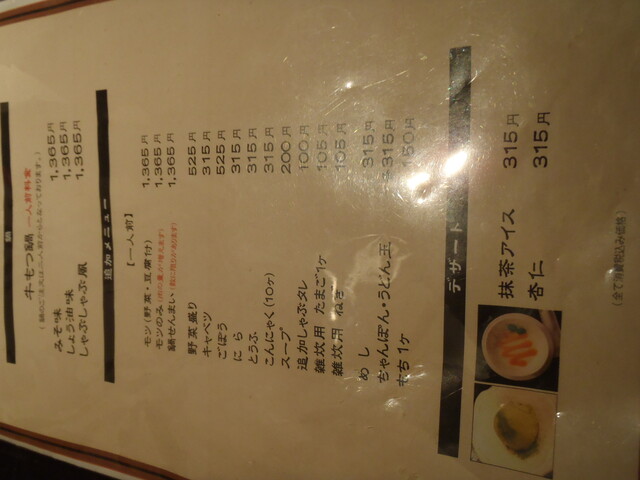 鍋
牛もつ鍋 一人前料金
みそ味 1,365円
しょう油味 1,365円
しゃぶしゃぶ風 1,365円
追加メニュー
【一人前】
モツ(野菜・豆腐付) 1,365円
モツのみ 1,365円
鍋せんまい 1,365円
野菜盛り 525円
キャベツ 315円
ごぼう 525円
にら 315円
とうふ 315円
こんにゃく(10ヶ) 315円
スープ 200円
追加しゃぶタレ 100円
雑炊用 たまご1ヶ 105円
雑炊用 ねぎ 105円
めし 315円
ちゃんぽん・うどん玉 315円
もち1ヶ 150円
デザート
抹茶アイス 315円
杏仁 315円
(全て消費税込み価格)